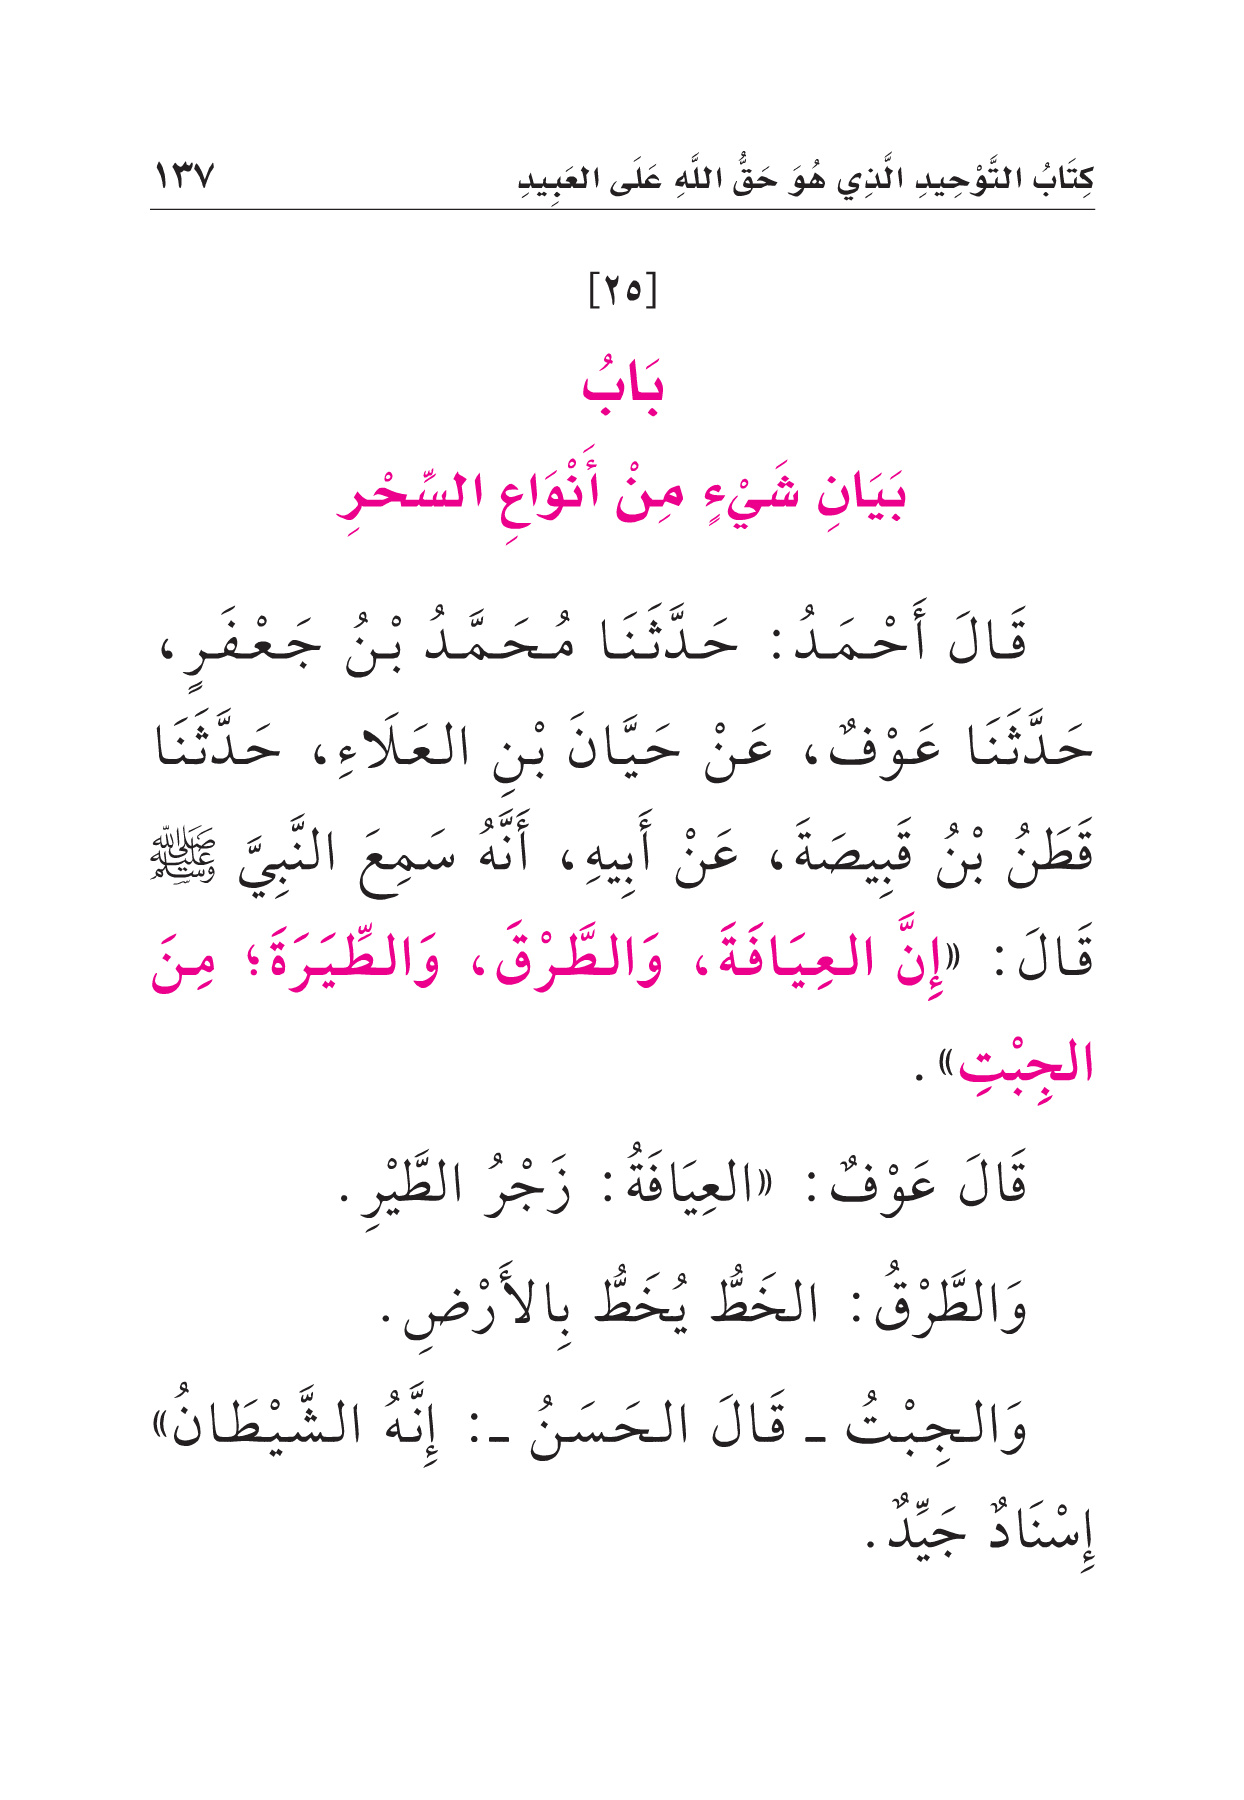 كِتَابُ التَّوْحِيدِ الَّذِي هُوَ حَقُّ اللَّهِ عَلَى العَبِيدِ ١٣٧
[٢٥]
بَابُ
بَيَانِ شَيْءٍ مِنْ أَنْوَاعِ السِّحْرِ
قَالَ أَحْمَدُ: حَدَّثَنَا مُحَمَّدُ بْنُ جَعْفَرٍ،
حَدَّثَنَا عَوْفٌ، عَنْ حَيَّانَ بْنِ العَلَاءِ، حَدَّثَنَا
قَطَنُ بْنُ قَبِيصَةَ، عَنْ أَبِيهِ، أَنَّهُ سَمِعَ النَّبِيَّ ﷺ
قَالَ: «إِنَّ العِيَافَةَ، وَالطَّرْقَ، وَالطِّيَرَةَ؛ مِنَ
الجِبْتِ».
قَالَ عَوْفٌ: «العِيَافَةُ: زَجْرُ الطَّيْرِ.
وَالطَّرْقُ: الخَطُّ يُخَطُّ بِالأَرْضِ.
وَالجِبْتُ - قَالَ الحَسَنُ -: إِنَّهُ الشَّيْطَانُ»
إِسْنَادٌ جَيِّدٌ.